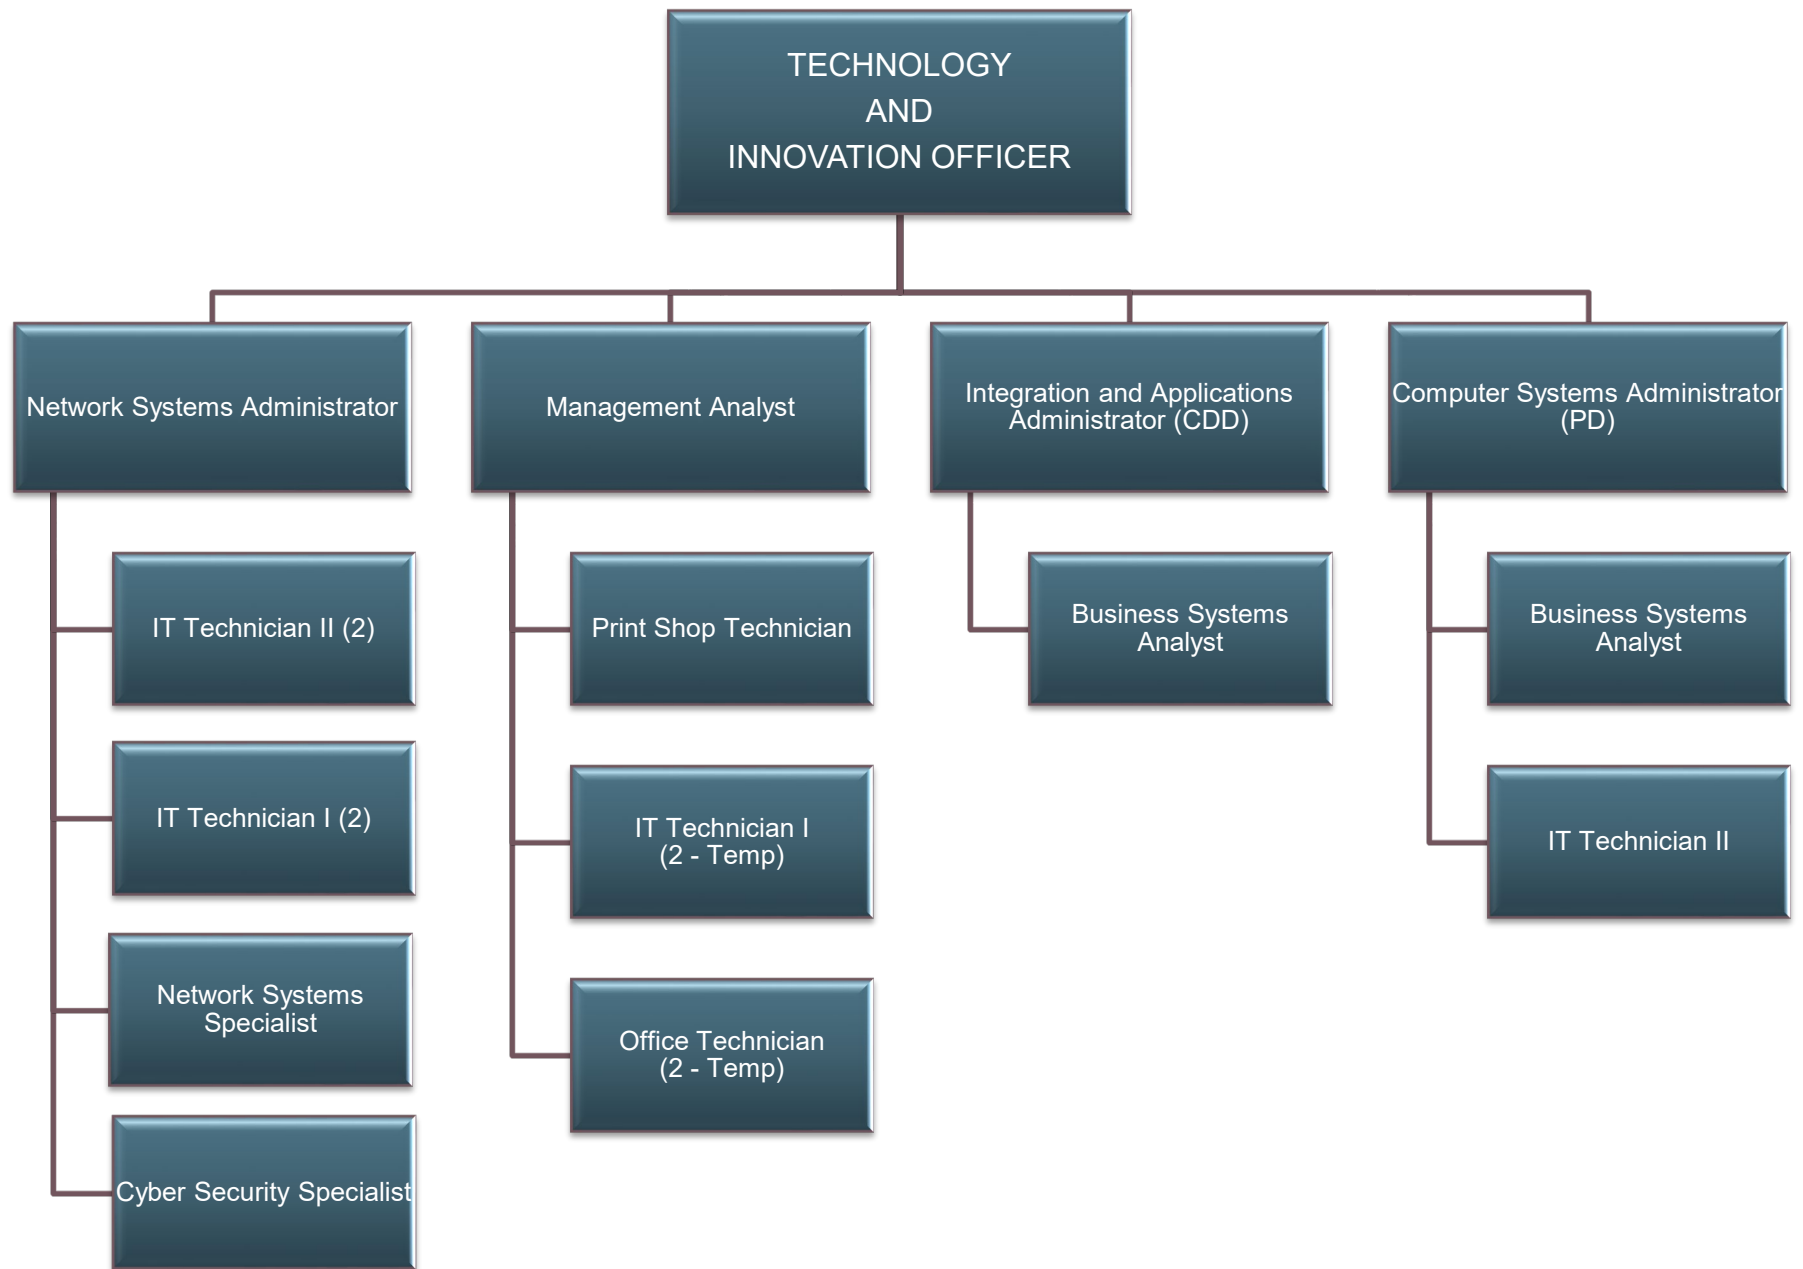 TECHNOLOGY
AND
INNOVATION OFFICER
Network Systems Administrator
Management Analyst
Integration and Applications
Administrator (CDD)
Computer Systems Administrator
(PD)
IT Technician II (2)
IT Technician I (2)
Network Systems
Specialist
Cyber Security Specialist
Print Shop Technician
IT Technician I
(2 - Temp)
Office Technician
(2 - Temp)
Business Systems
Analyst
Business Systems
Analyst
IT Technician II